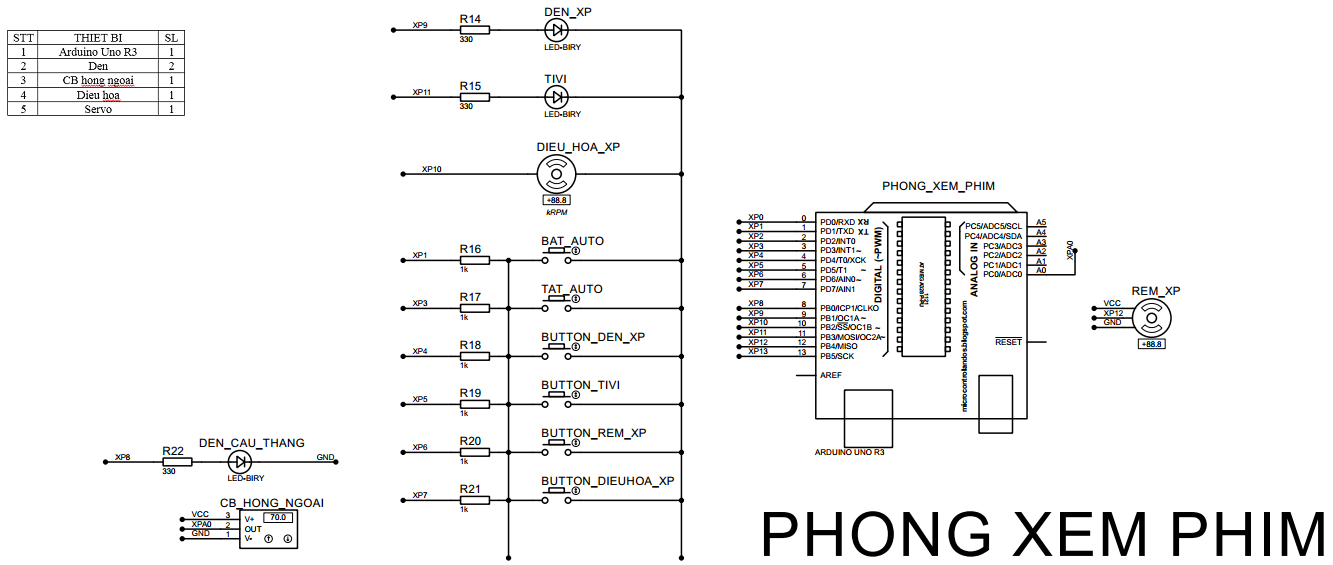 STT THIET BI SL
1 Arduino Uno R3 1
2 Den 2
3 CB hong ngoai 1
4 Dieu hoa 1
5 Servo 1
XP9 R14 330 DEN_XP LED-BIRY
XP11 R15 330 TIVI LED-BIRY
XP10 DIEU_HOA_XP +88.8 kRPM
XP1 R16 1k BAT_AUTO
XP3 R17 1k TAT_AUTO
XP4 R18 1k BUTTON_DEN_XP
XP5 R19 1k BUTTON_TIVI
XP6 R20 1k BUTTON_REM_XP
XP7 R21 1k BUTTON_DIEUHOA_XP
XP8 R22 330 DEN_CAU_THANG LED-BIRY GND
CB_HONG_NGOAI
70.0
VCC 3 V+
XPA0 2 OUT
GND 1 V-
PHONG_XEM_PHIM
XP0 0 PD0/RXD RX
XP1 1 PD1/TXD TX
XP2 2 PD2/INT0
XP3 3 PD3/INT1 ~
XP4 4 PD4/T0/XCK
XP5 5 PD5/T1 ~
XP6 6 PD6/AIN0 ~
XP7 7 PD7/AIN1
XP8 8 PB0/ICP1/CLKO
XP9 9 PB1/OC1A ~
XP10 10 PB2/SS/OC1B ~
XP11 11 PB3/MOSI/OC2A ~
XP12 12 PB4/MISO
XP13 13 PB5/SCK
AREF
DIGITAL (~PWM)
ANALOG IN
PC5/ADC5/SCL A5
PC4/ADC4/SDA A4
PC3/ADC3 A3
PC2/ADC2 A2
PC1/ADC1 A1
PC0/ADC0 A0
XPA0
RESET
microcontrolandos.blogspot.com
1121
ARDUINO UNO R3
REM_XP
VCC
XP12
GND
+88.8
PHONG XEM PHIM